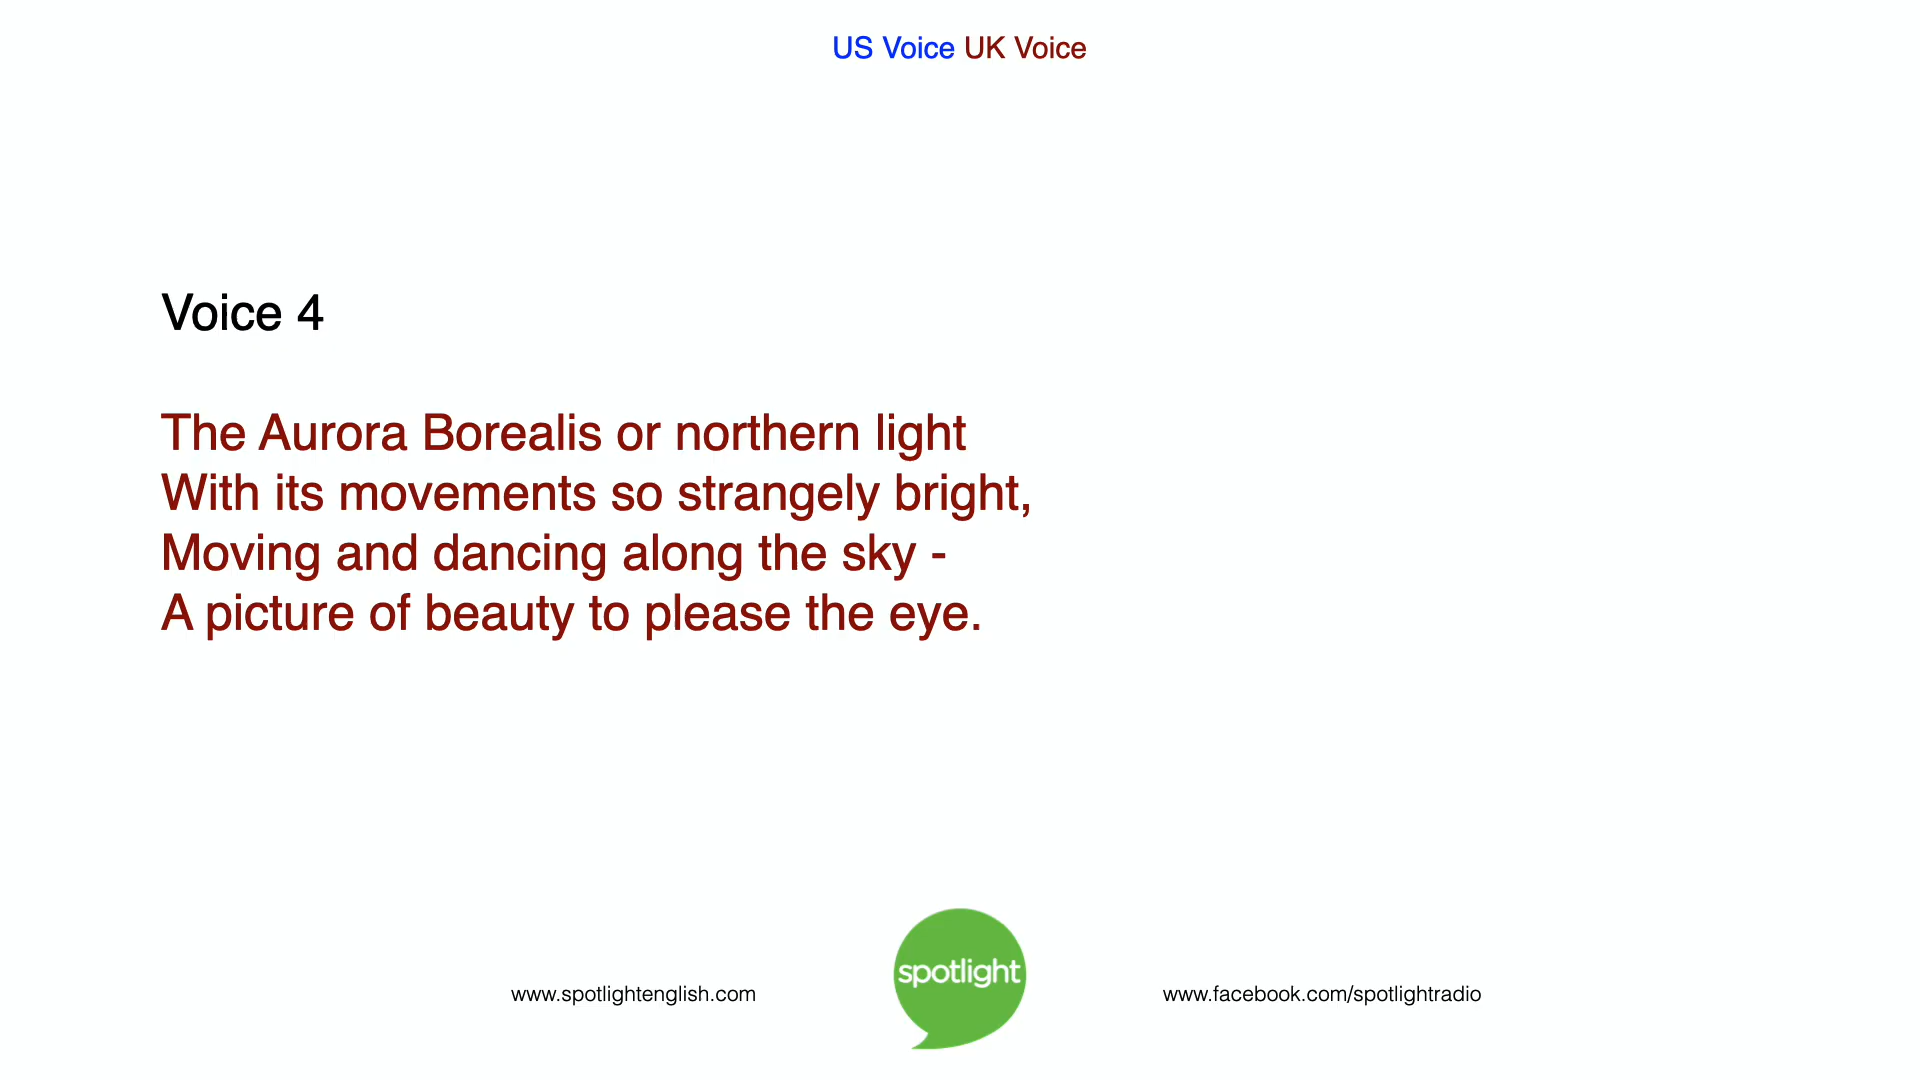 US Voice UK Voice
Voice 4
The Aurora Borealis or northern light
With its movements so strangely bright,
Moving and dancing along the sky -
A picture of beauty to please the eye.
spotlight
www.spotlightenglish.com
www.facebook.com/spotlightradio